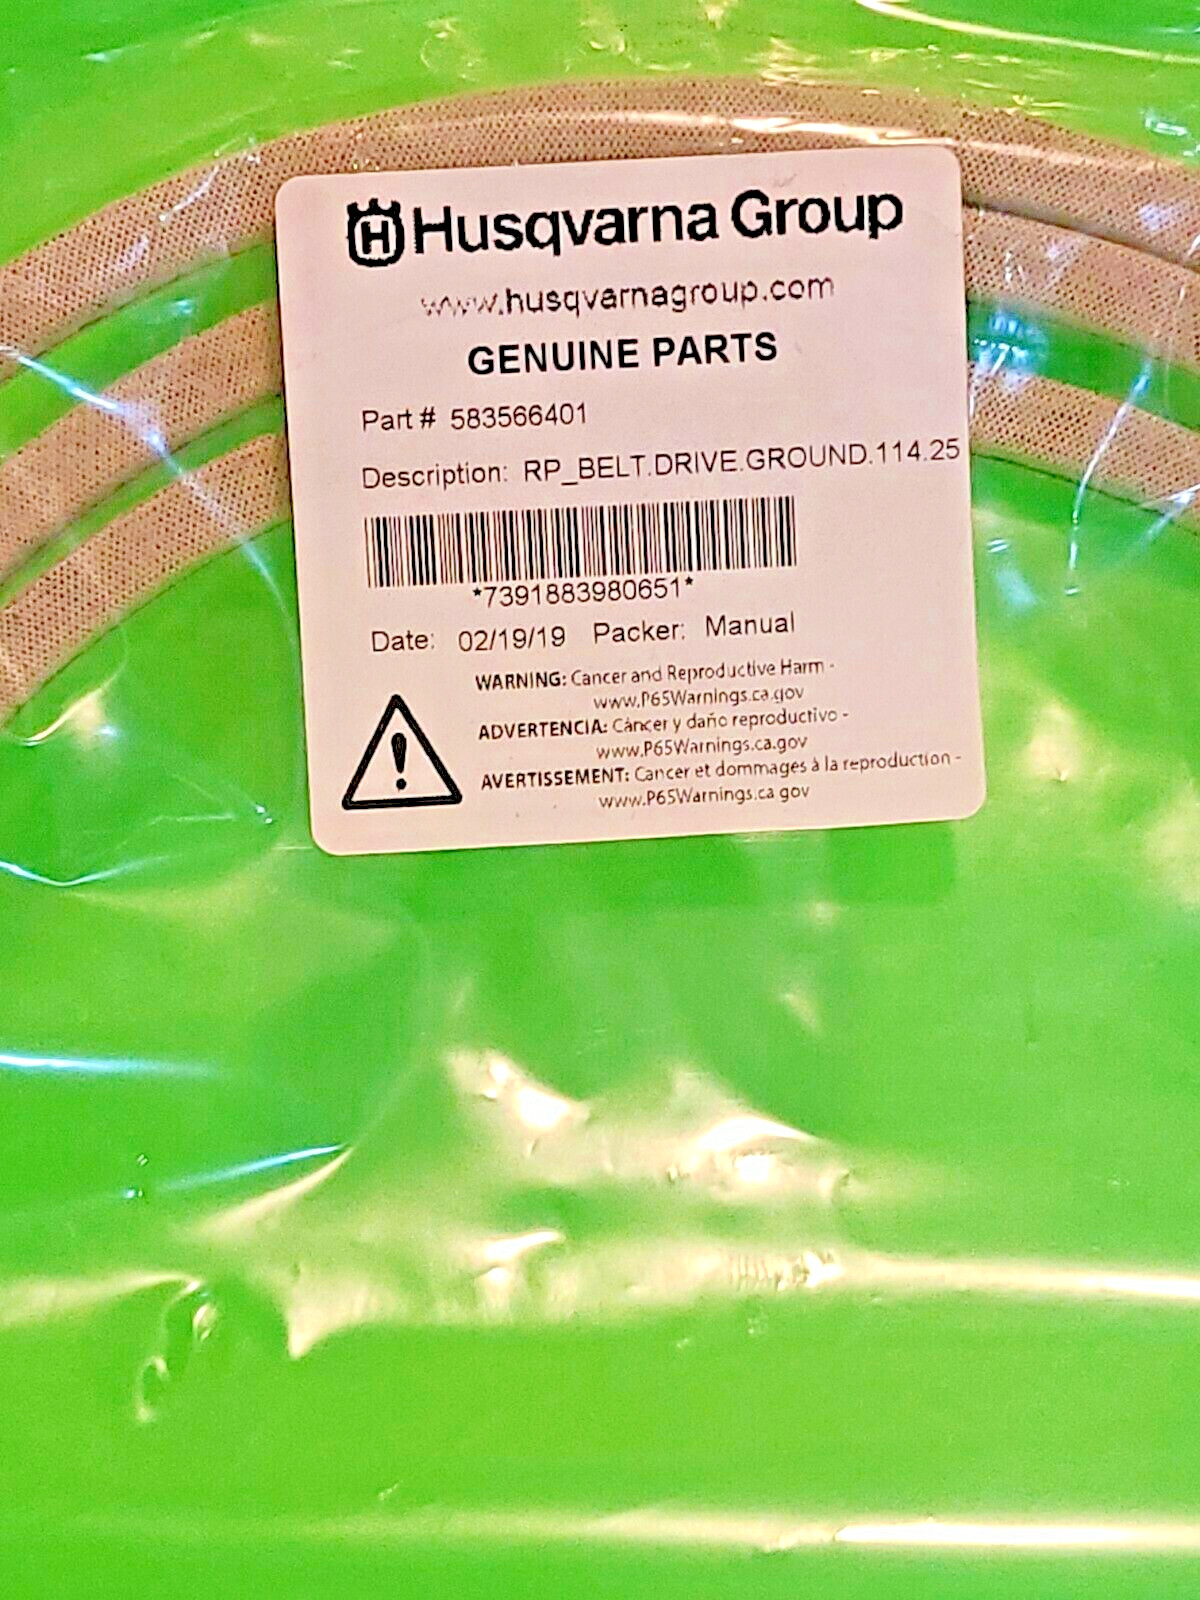 Husqvarna Group
www.husqvarnagroup.com
GENUINE PARTS
Part # 583566401
Description: RP_BELT.DRIVE.GROUND.114.25
*7391883980651*
Date: 02/19/19 Packer: Manual
WARNING: Cancer and Reproductive Harm -
www.P65Warnings.ca.gov
ADVERTENCIA: Cáncer y daño reproductivo -
www.P65Warnings.ca.gov
AVERTISSEMENT: Cancer et dommages à la reproduction -
www.P65Warnings.ca.gov